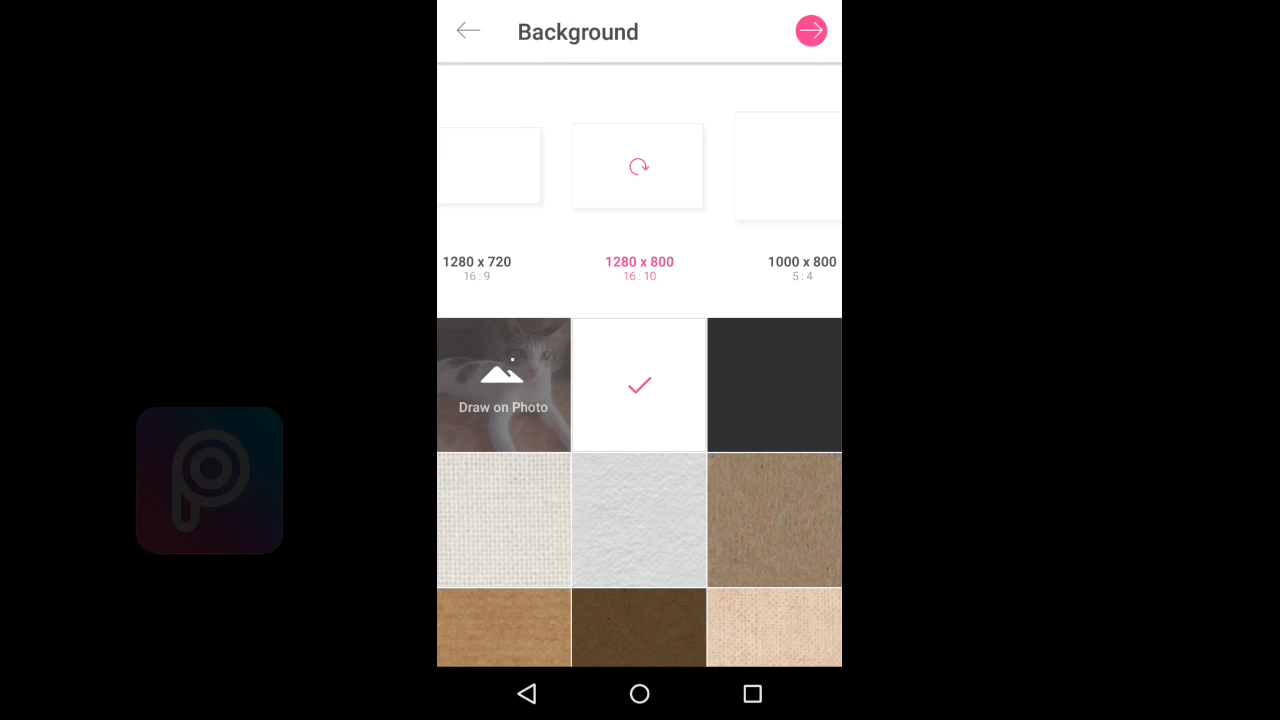 Background
1280 x 720
16 : 9
1280 x 800
16 : 10
1000 x 800
5 : 4
Draw on Photo